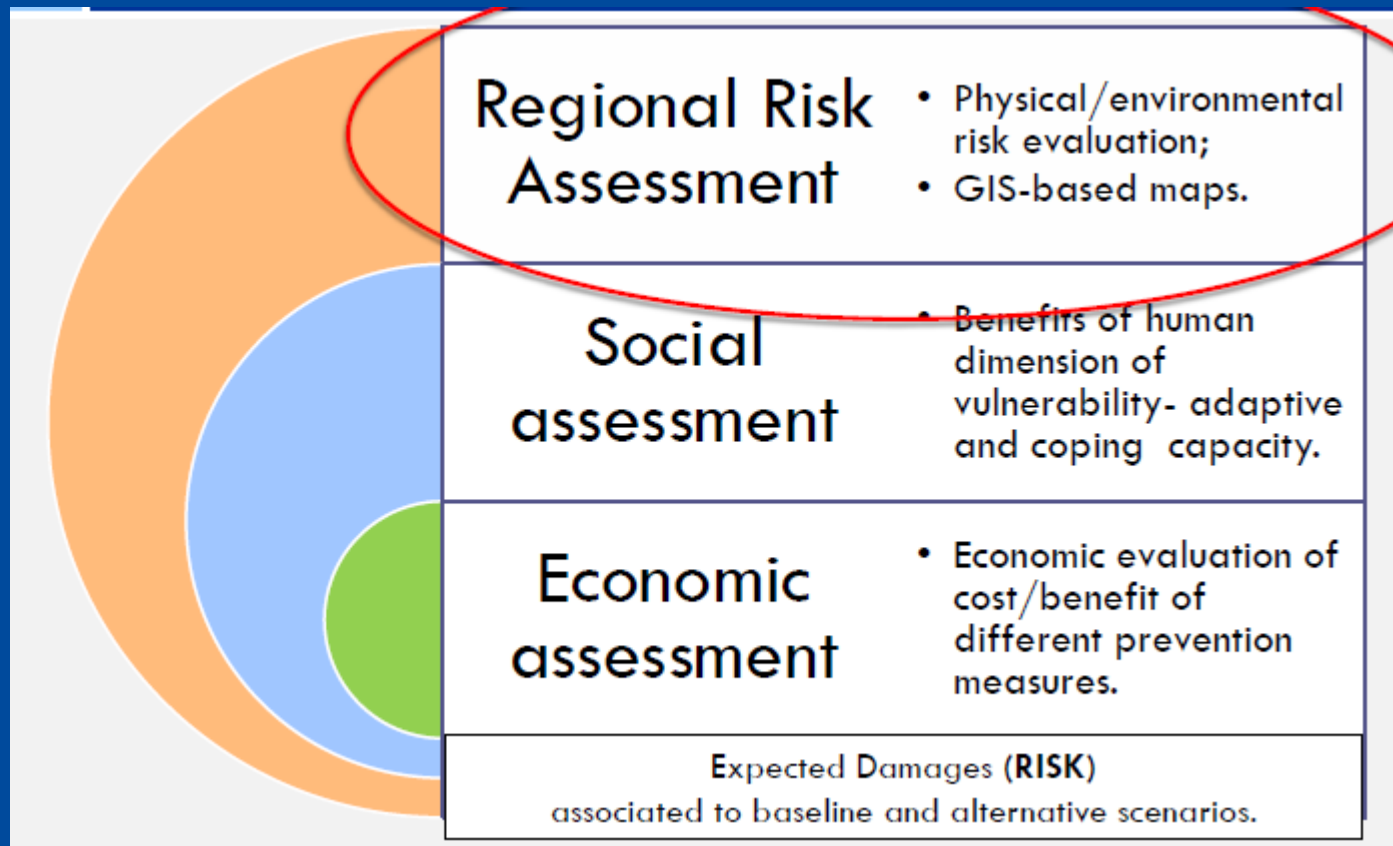 Regional Risk
Assessment
• Physical/environmental
risk evaluation;
• GIS-based maps.
Social
assessment
• Benefits of human
dimension of
vulnerability- adaptive
and coping capacity.
Economic
assessment
• Economic evaluation of
cost/benefit of
different prevention
measures.
Expected Damages (RISK)
associated to baseline and alternative scenarios.